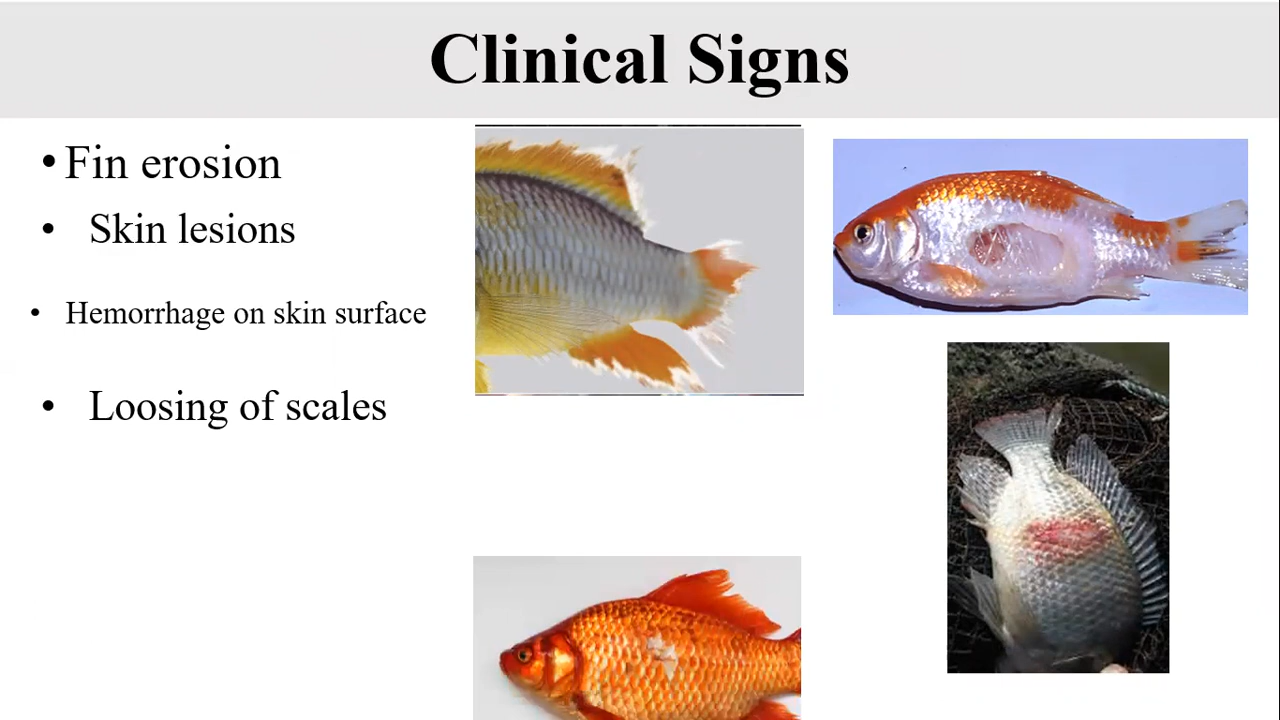 Clinical Signs
•Fin erosion
• Skin lesions
• Hemorrhage on skin surface
• Loosing of scales